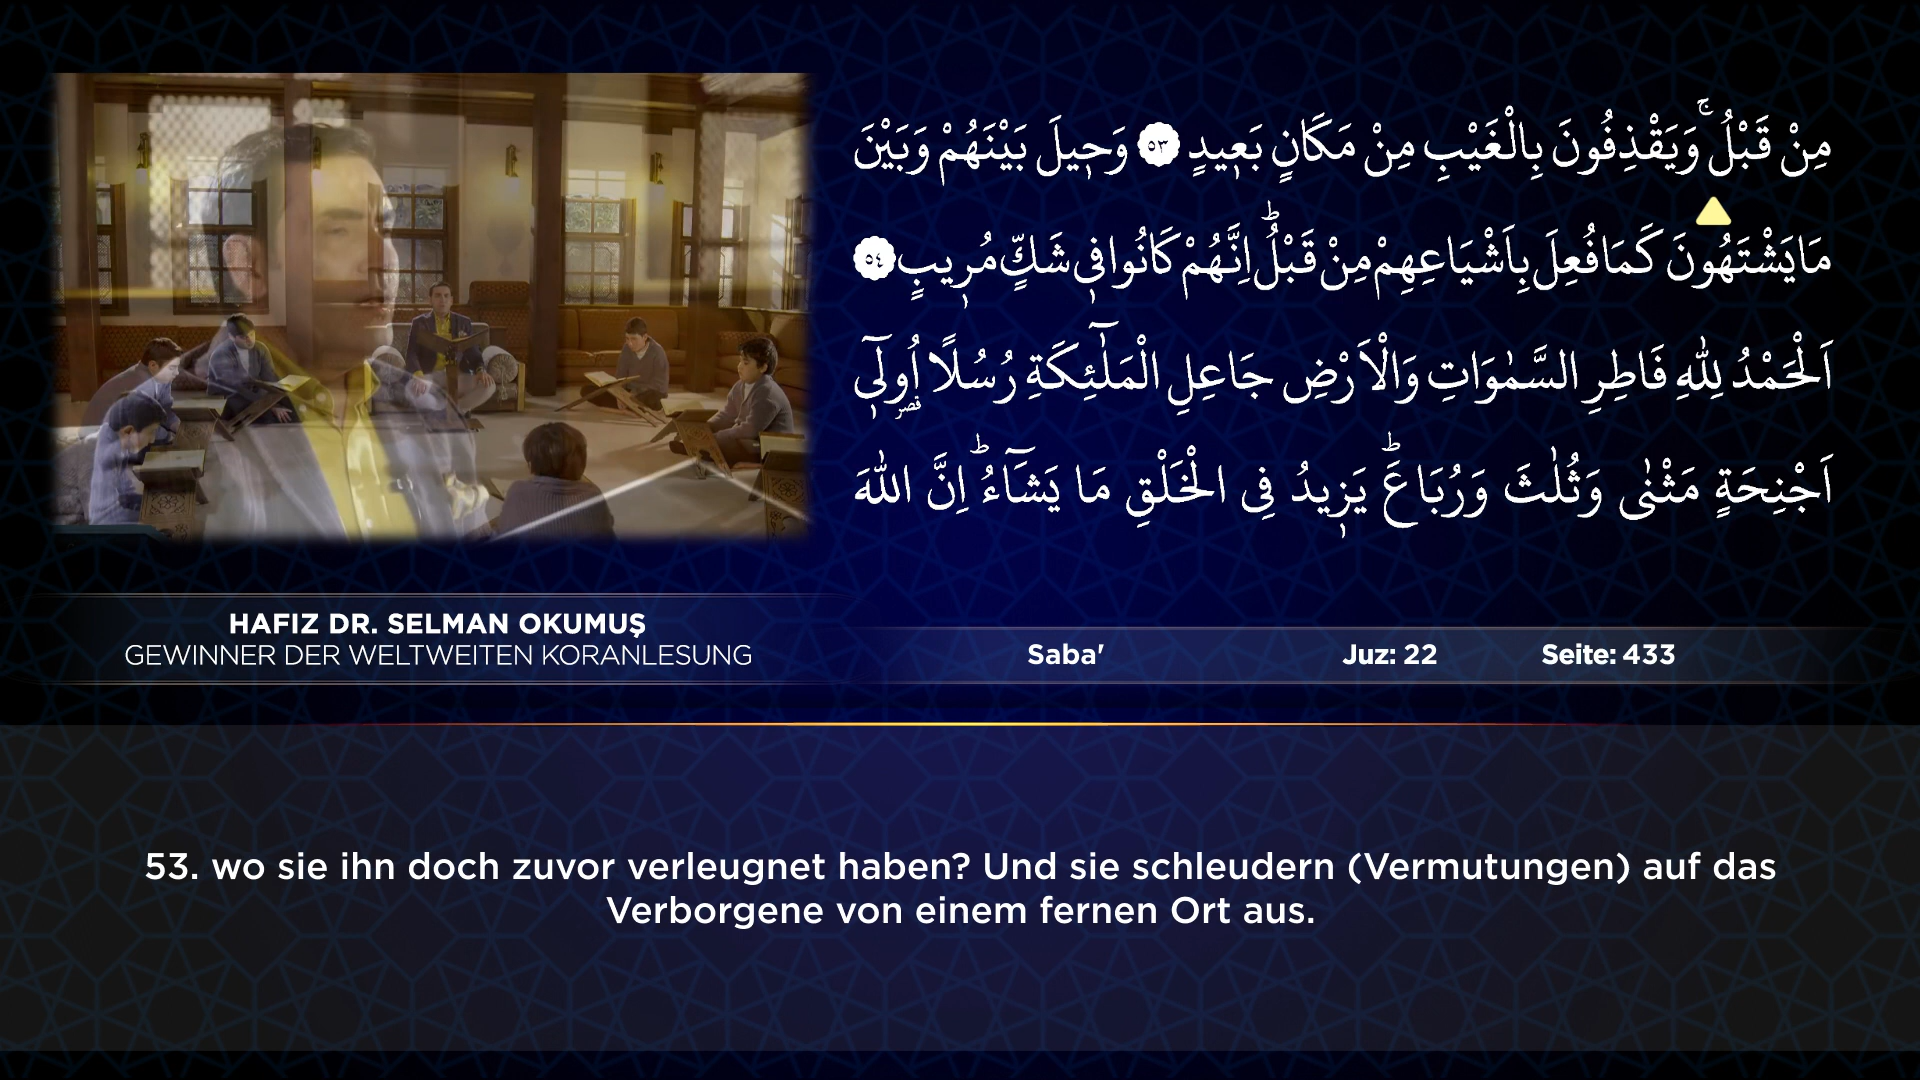 مِنْ قَبْلُۚ وَيَقْذِفُونَ بِالْغَيْبِ مِنْ مَكَانٍ بَع۪يدٍ ﴿٥٣﴾ وَح۪يلَ بَيْنَهُمْ وَبَيْنَ
مَا يَشْتَهُونَ كَمَا فُعِلَ بِاَشْيَاعِهِمْ مِنْ قَبْلُۜ اِنَّهُمْ كَانُوا ف۪ي شَكٍّ مُر۪يبٍ ﴿٥٤﴾
اَلْحَمْدُ لِلّٰهِ فَاطِرِ السَّمٰوَاتِ وَالْاَرْضِ جَاعِلِ الْمَلٰٓئِكَةِ رُسُلًا اُو۬ل۪ٓي
قصر
اَجْنِحَةٍ مَثْنٰى وَثُلٰثَ وَرُبَاعَۜ يَز۪يدُ فِي الْخَلْقِ مَا يَشَٓاءُۜ اِنَّ اللّٰهَ
HAFIZ DR. SELMAN OKUMUŞ
GEWINNER DER WELTWEITEN KORANLESUNG
Saba' Juz: 22 Seite: 433
53. wo sie ihn doch zuvor verleugnet haben? Und sie schleudern (Vermutungen) auf das
Verborgene von einem fernen Ort aus.